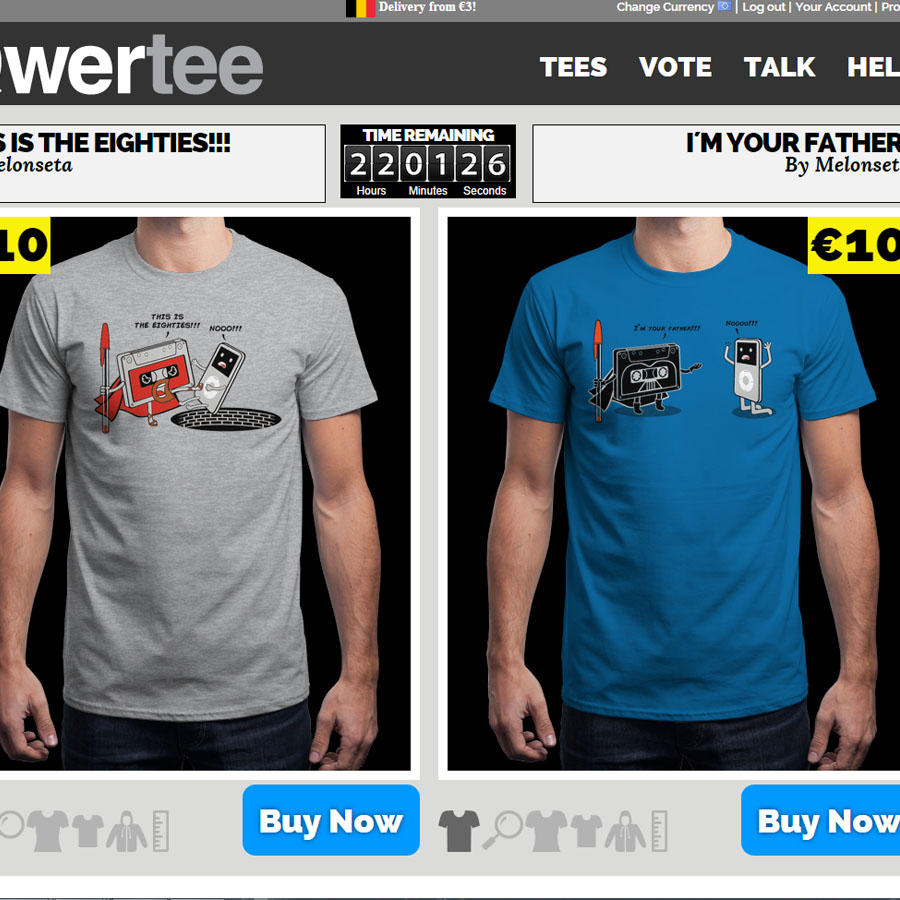 Delivery from €3!
Change Currency | Log out | Your Account | Pro
wertee
TEES VOTE TALK HEL
S IS THE EIGHTIES!!!
elonseta
TIME REMAINING
22 01 26
Hours Minutes Seconds
I'M YOUR FATHER
By Melonset
10
€10
THIS IS
THE EIGHTIES!!!
NOOO!!!
I'M YOUR FATHER!!!
NOOOO!!!
Buy Now
Buy Now